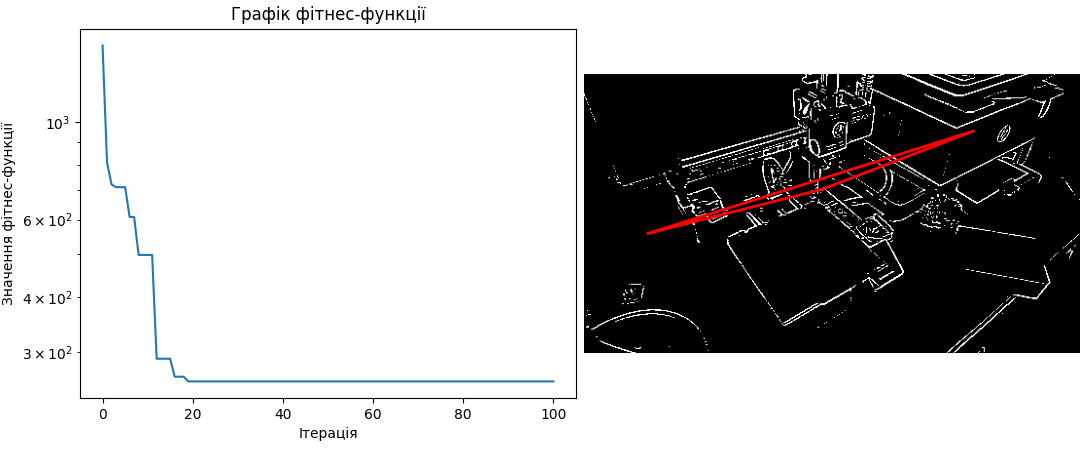 Графік фітнес-функції
Значення фітнес-функції
10³
6 × 10²
4 × 10²
3 × 10²
0 20 40 60 80 100
Ітерація